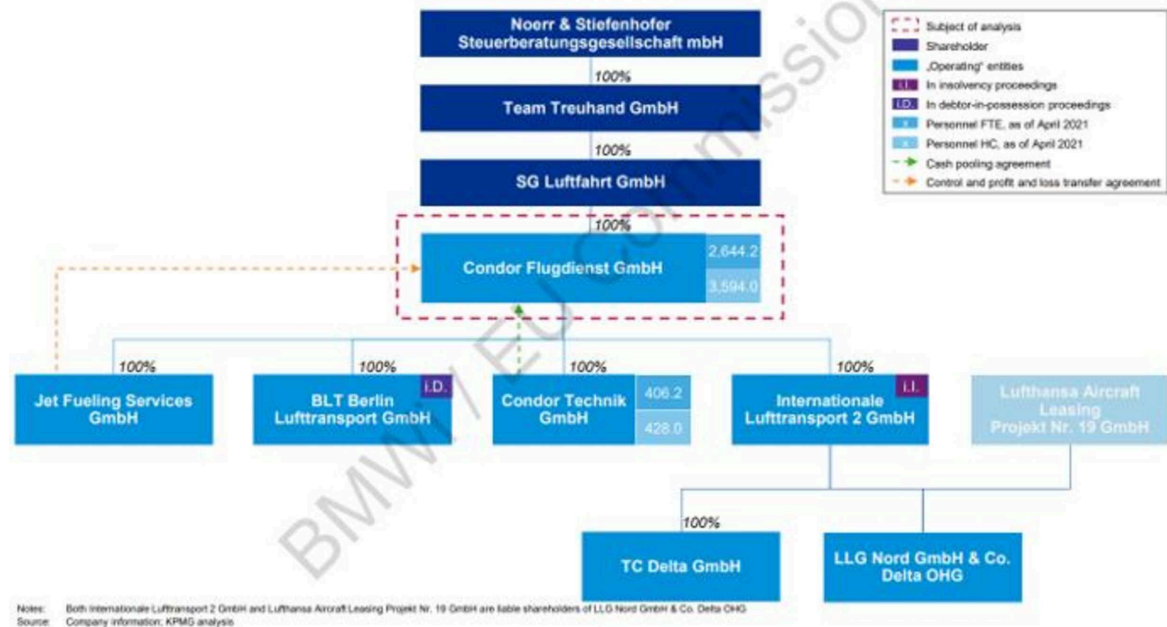 Noerr & Stiefenhofer
Steuerberatungsgesellschaft mbH
100%
Team Treuhand GmbH
100%
SG Luftfahrt GmbH
100%
Condor Flugdienst GmbH
2,644.2
3,594.0
Subject of analysis
Shareholder
„Operating" entities
i.I. In insolvency proceedings
i.D. In debtor-in-possession proceedings
x Personnel FTE, as of April 2021
x Personnel HC, as of April 2021
Cash pooling agreement
Control and profit and loss transfer agreement
100%
Jet Fueling Services
GmbH
100%
i.D.
BLT Berlin
Lufttransport GmbH
Condor Technik
GmbH
406.2
428.0
100%
i.I.
Internationale
Lufttransport 2 GmbH
Lufthansa Aircraft
Leasing
Projekt Nr. 19 GmbH
100%
TC Delta GmbH
LLG Nord GmbH & Co.
Delta OHG
BMWi / EU Commission
Notes: Both Internationale Lufttransport 2 GmbH and Lufthansa Aircraft Leasing Projekt Nr. 19 GmbH are liable shareholders of LLG Nord GmbH & Co. Delta OHG
Source: Company information; KPMG analysis
100%